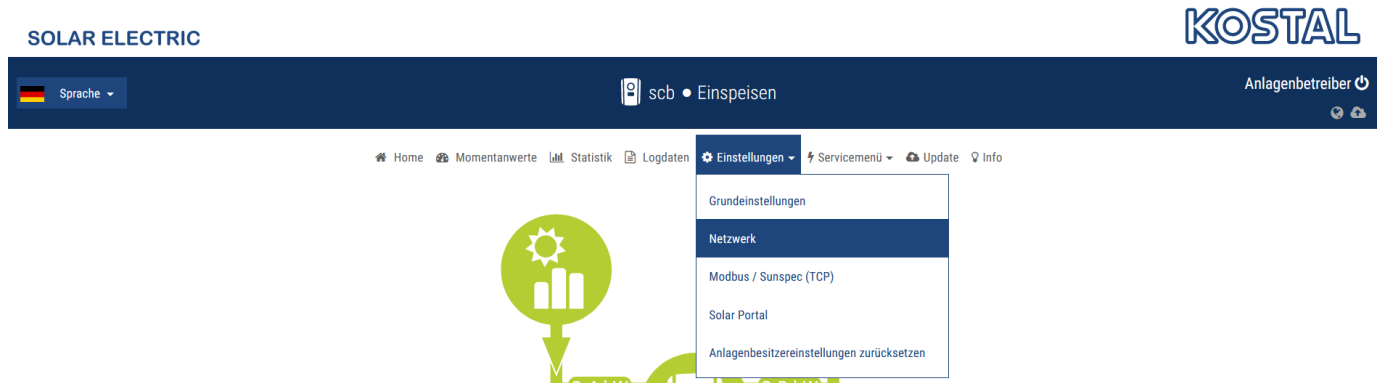 SOLAR ELECTRIC
KOSTAL
Sprache
scb ● Einspeisen
Anlagenbetreiber
Home Momentanwerte Statistik Logdaten Einstellungen Servicemenü Update Info
Grundeinstellungen
Netzwerk
Modbus / Sunspec (TCP)
Solar Portal
Anlagenbesitzereinstellungen zurücksetzen